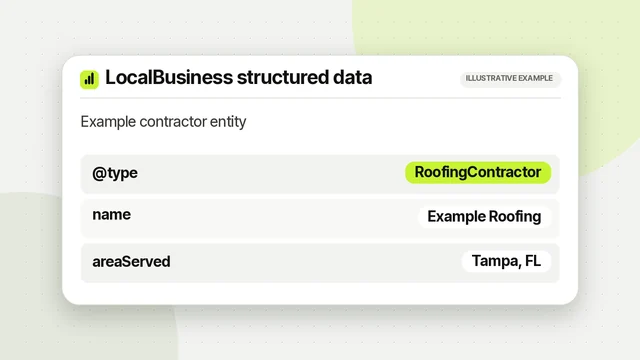 LocalBusiness structured data
ILLUSTRATIVE EXAMPLE
Example contractor entity
@type
RoofingContractor
name
Example Roofing
areaServed
Tampa, FL